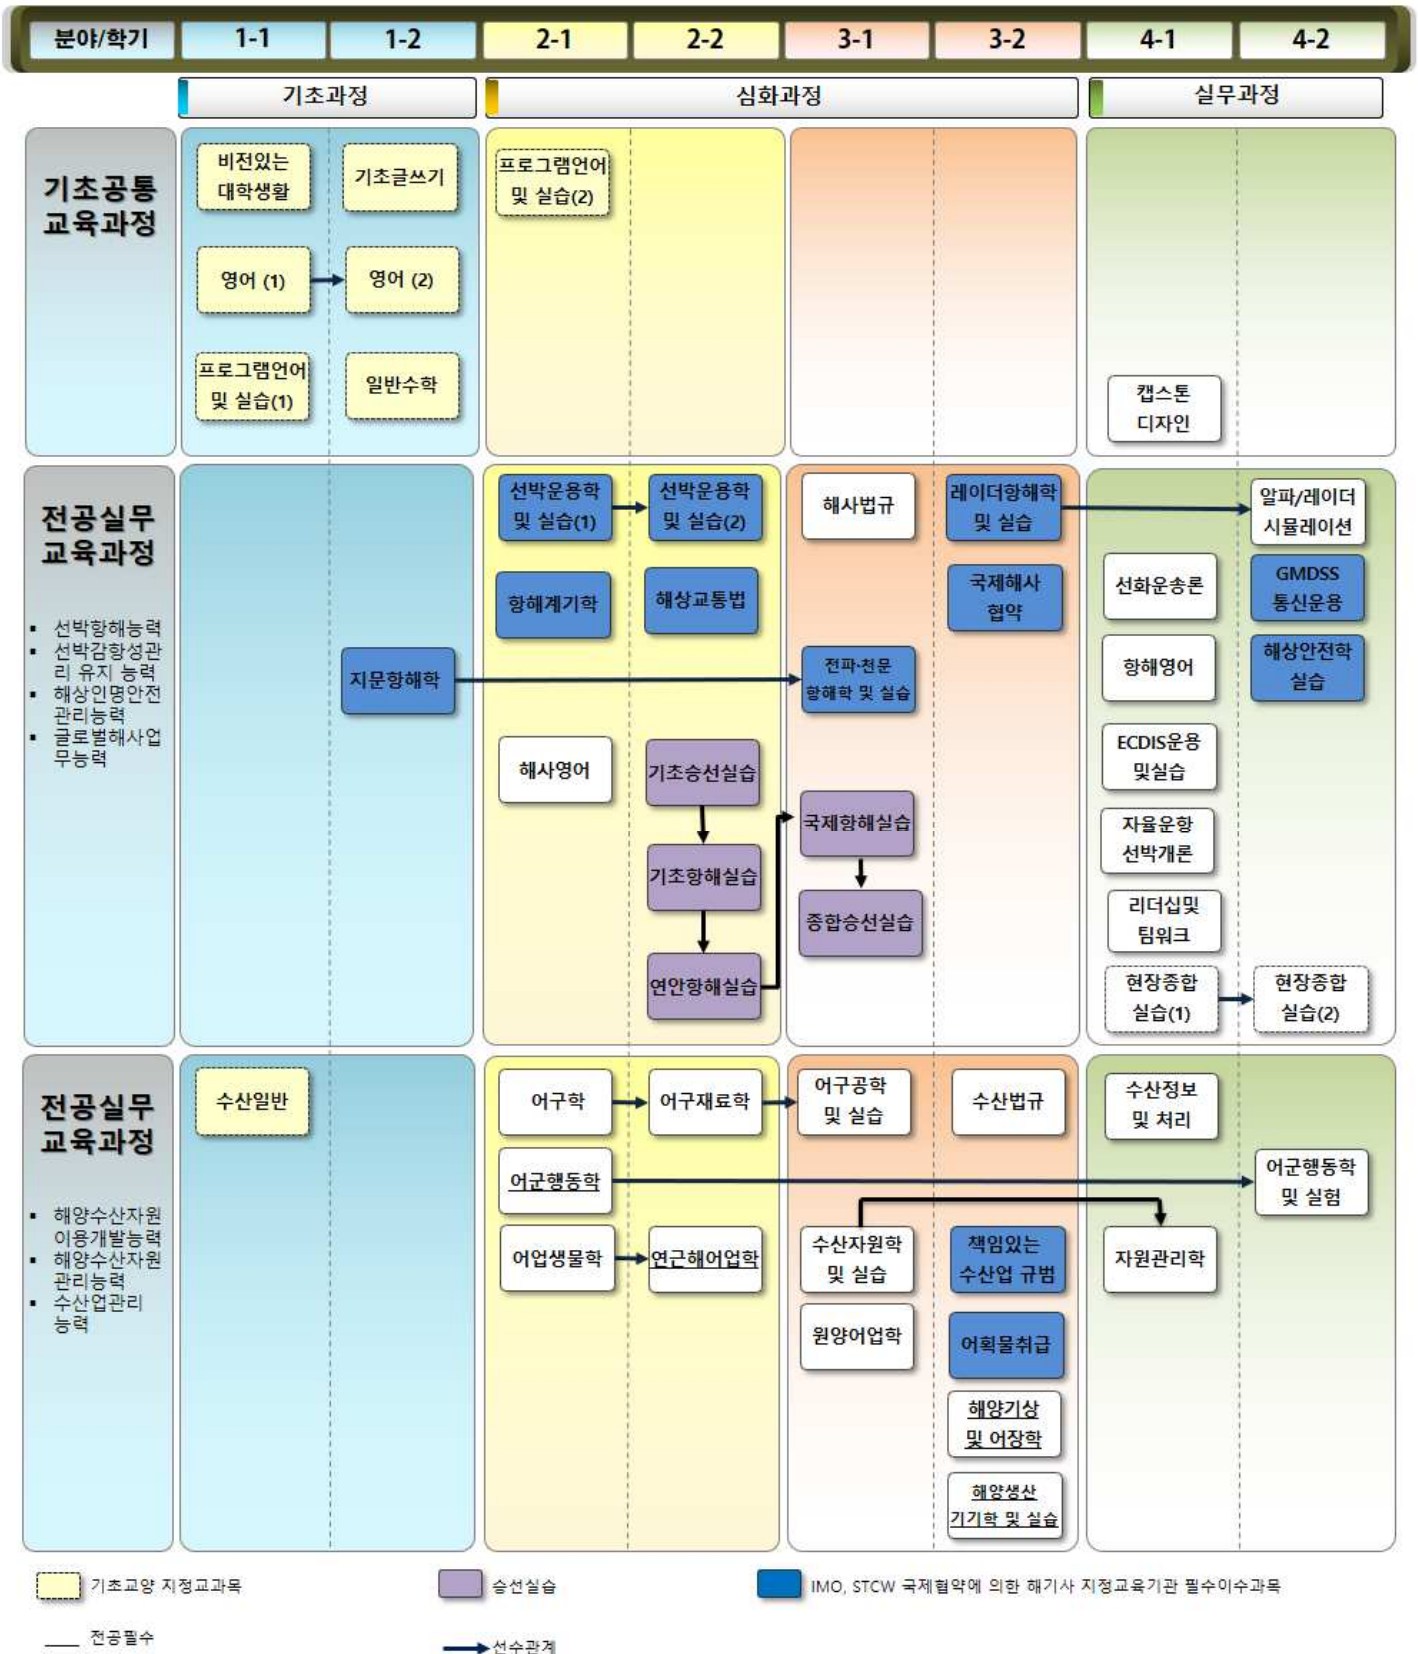 분야/학기
1-1
1-2
2-1
2-2
3-1
3-2
4-1
4-2
기초과정
심화과정
실무과정
기초공통
교육과정
비전있는
대학생활
기초글쓰기
프로그램언어
및 실습(2)
영어 (1)
영어 (2)
프로그램언어
및 실습(1)
일반수학
캡스톤
디자인
전공실무
교육과정
▪ 선박항해능력
▪ 선박감항성관
리 유지 능력
▪ 해상인명안전
관리능력
▪ 글로벌해사업
무능력
선박운용학
및 실습(1)
선박운용학
및 실습(2)
해사법규
레이더항해학
및 실습
알파/레이더
시뮬레이션
항해계기학
해상교통법
국제해사
협약
선화운송론
GMDSS
통신운용
지문항해학
전파·천문
항해학 및 실습
항해영어
해상안전학
실습
해사영어
기초승선실습
ECDIS운용
및실습
국제항해실습
자율운항
선박개론
기초항해실습
종합승선실습
리더십및
팀워크
연안항해실습
현장종합
실습(1)
현장종합
실습(2)
전공실무
교육과정
▪ 해양수산자원
이용개발능력
▪ 해양수산자원
관리능력
▪ 수산업관리
능력
수산일반
어구학
어구재료학
어구공학
및 실습
수산법규
수산정보
및 처리
어군행동학
어군행동학
및 실험
어업생물학
연근해어업학
수산자원학
및 실습
책임있는
수산업 규범
자원관리학
원양어업학
어획물취급
해양기상
및 어장학
해양생산
기기학 및 실습
기초교양 지정교과목
승선실습
IMO, STCW 국제협약에 의한 해기사 지정교육기관 필수이수과목
전공필수
선수관계